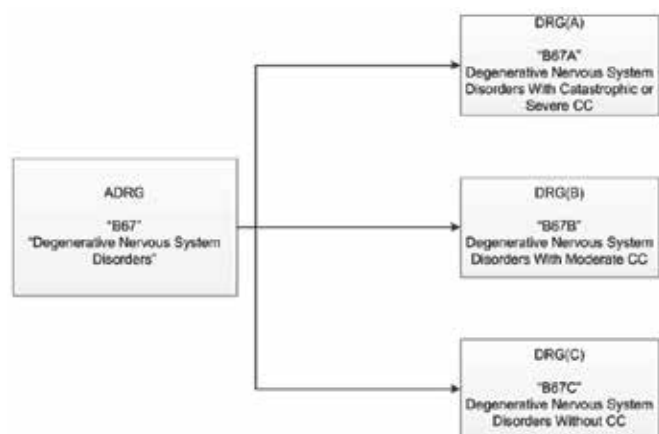 ADRG
"B67"
"Degenerative Nervous System
Disorders"
DRG(A)
"B67A"
Degenerative Nervous System
Disorders With Catastrophic or
Severe CC
DRG(B)
"B67B"
Degenerative Nervous System
Disorders With Moderate CC
DRG(C)
"B67C"
Degenerative Nervous System
Disorders Without CC